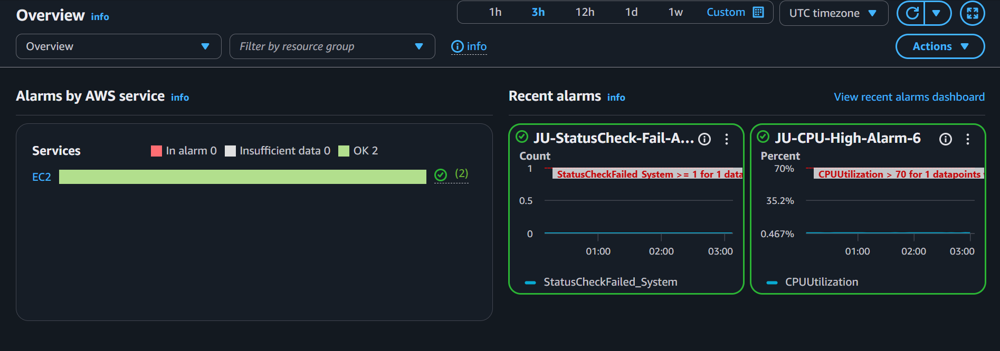 Overview info
1h 3h 12h 1d 1w Custom
UTC timezone
Overview
Filter by resource group
info
Actions
Alarms by AWS service info
Services
In alarm 0 Insufficient data 0 OK 2
EC2 (2)
Recent alarms info
View recent alarms dashboard
JU-StatusCheck-Fail-A...
Count
1
StatusCheckFailed_System >= 1 for 1 data
0.5
0
01:00 02:00 03:00
StatusCheckFailed_System
JU-CPU-High-Alarm-6
Percent
70%
CPUUtilization > 70 for 1 datapoints
35.2%
0.467%
01:00 02:00 03:00
CPUUtilization